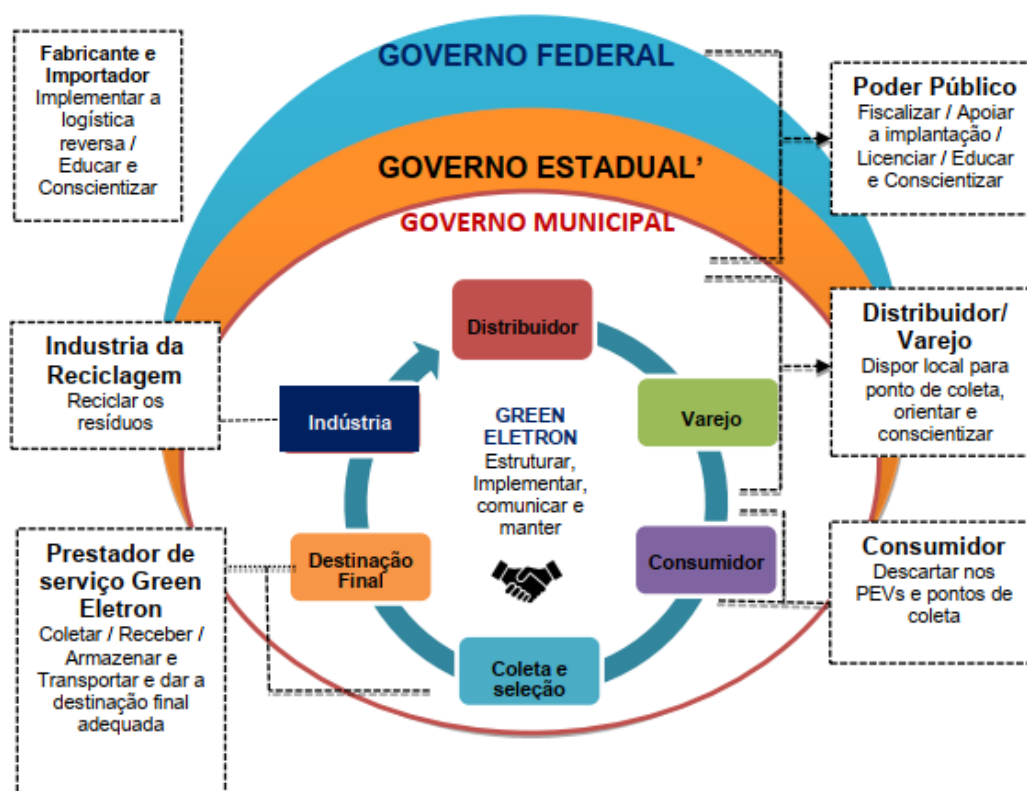 Fabricante e
Importador
Implementar a
logística
reversa /
Educar e
Conscientizar
GOVERNO FEDERAL
GOVERNO ESTADUAL’
GOVERNO MUNICIPAL
Poder Público
Fiscalizar / Apoiar
a implantação /
Licenciar / Educar
e Conscientizar
Industria da
Reciclagem
Reciclar os
resíduos
Distribuidor
Indústria
Varejo
GREEN
ELETRON
Estruturar,
Implementar,
comunicar e
manter
Distribuidor/
Varejo
Dispor local para
ponto de coleta,
orientar e
conscientizar
Prestador de
serviço Green
Eletron
Coletar / Receber /
Armazenar e
Transportar e dar a
destinação final
adequada
Destinação
Final
Consumidor
Coleta e
seleção
Consumidor
Descartar nos
PEVs e pontos de
coleta